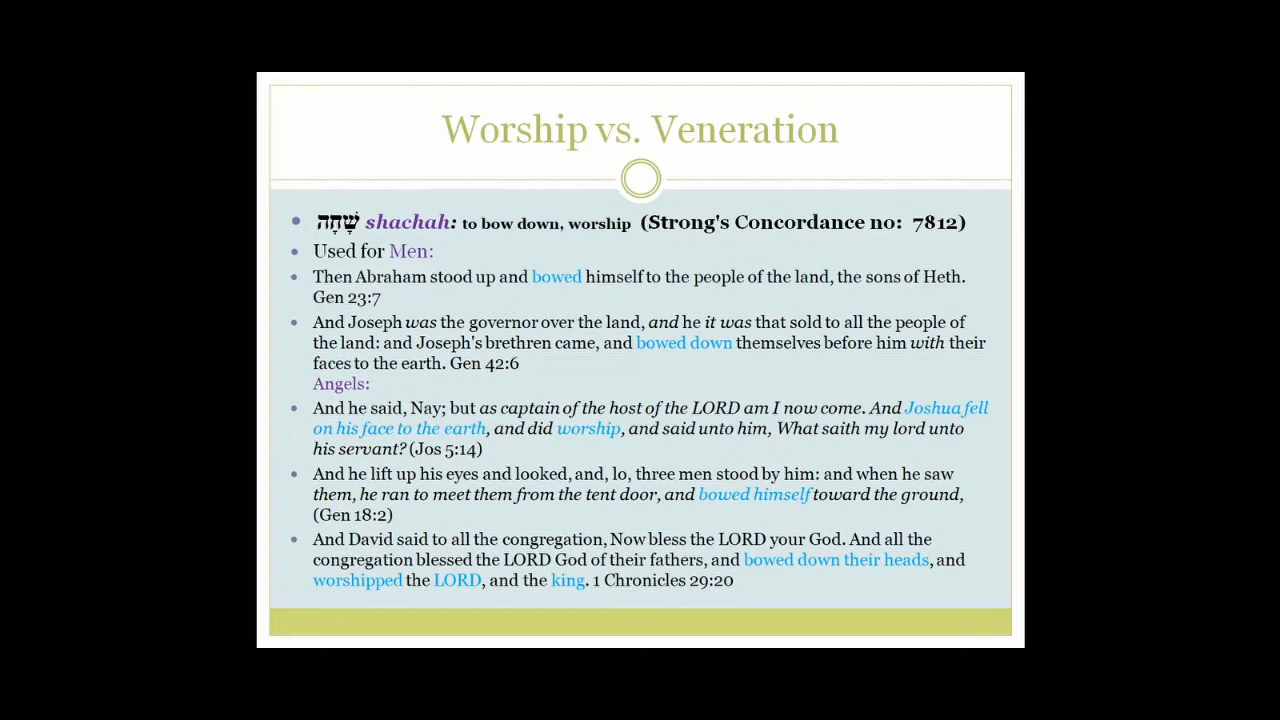 Worship vs. Veneration
• שָׁחָה shachah: to bow down, worship (Strong's Concordance no: 7812)
• Used for Men:
• Then Abraham stood up and bowed himself to the people of the land, the sons of Heth.
Gen 23:7
• And Joseph was the governor over the land, and he it was that sold to all the people of
the land: and Joseph's brethren came, and bowed down themselves before him with their
faces to the earth. Gen 42:6
Angels:
• And he said, Nay; but as captain of the host of the LORD am I now come. And Joshua fell
on his face to the earth, and did worship, and said unto him, What saith my lord unto
his servant? (Jos 5:14)
• And he lift up his eyes and looked, and, lo, three men stood by him: and when he saw
them, he ran to meet them from the tent door, and bowed himself toward the ground,
(Gen 18:2)
• And David said to all the congregation, Now bless the LORD your God. And all the
congregation blessed the LORD God of their fathers, and bowed down their heads, and
worshipped the LORD, and the king. 1 Chronicles 29:20